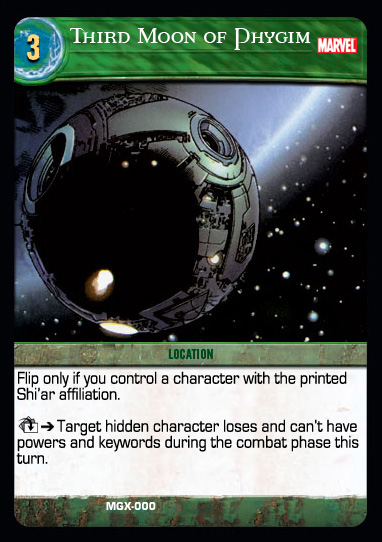 3
Third Moon of Phygim
MARVEL
LOCATION
Flip only if you control a character with the printed
Shi'ar affiliation.
➔ Target hidden character loses and can't have
powers and keywords during the combat phase this
turn.
MGX-000